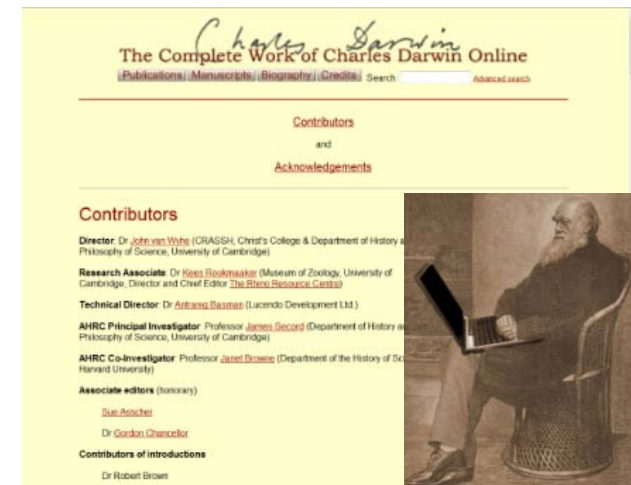 Charles Darwin
The Complete Work of Charles Darwin Online
Publications Manuscripts Biography Credits Search: Advanced search
Contributors
and
Acknowledgements
Contributors
Director: Dr John van Wyhe (CRASSH, Christ's College & Department of History a
Philosophy of Science, University of Cambridge)
Research Associate: Dr Kees Rookmaaker (Museum of Zoology, University of
Cambridge, Director and Chief Editor The Rhino Resource Centre)
Technical Director: Dr Antranig Basman (Lucendo Development Ltd.)
AHRC Principal Investigator: Professor James Secord (Department of History a
Philosophy of Science, University of Cambridge)
AHRC Co-Investigator: Professor Janet Browne (Department of the History of Sc
Harvard University)
Associate editors (honorary)
Sue Asscher
Dr Gordon Chancellor
Contributors of introductions
Dr Robert Brown